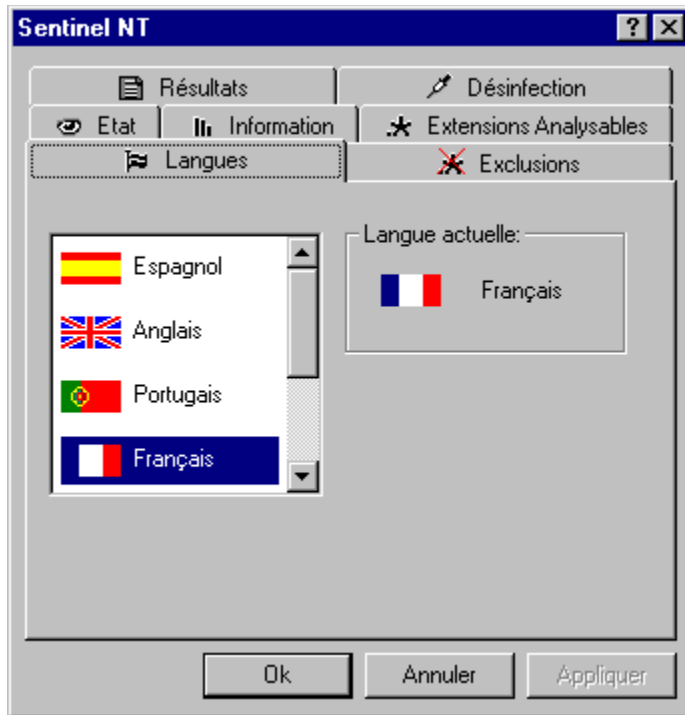 Sentinel NT
Résultats
Désinfection
Etat
Information
Extensions Analysables
Langues
Exclusions
Espagnol
Langue actuelle:
Français
Anglais
Portugais
Français
Ok
Annuler
Appliquer